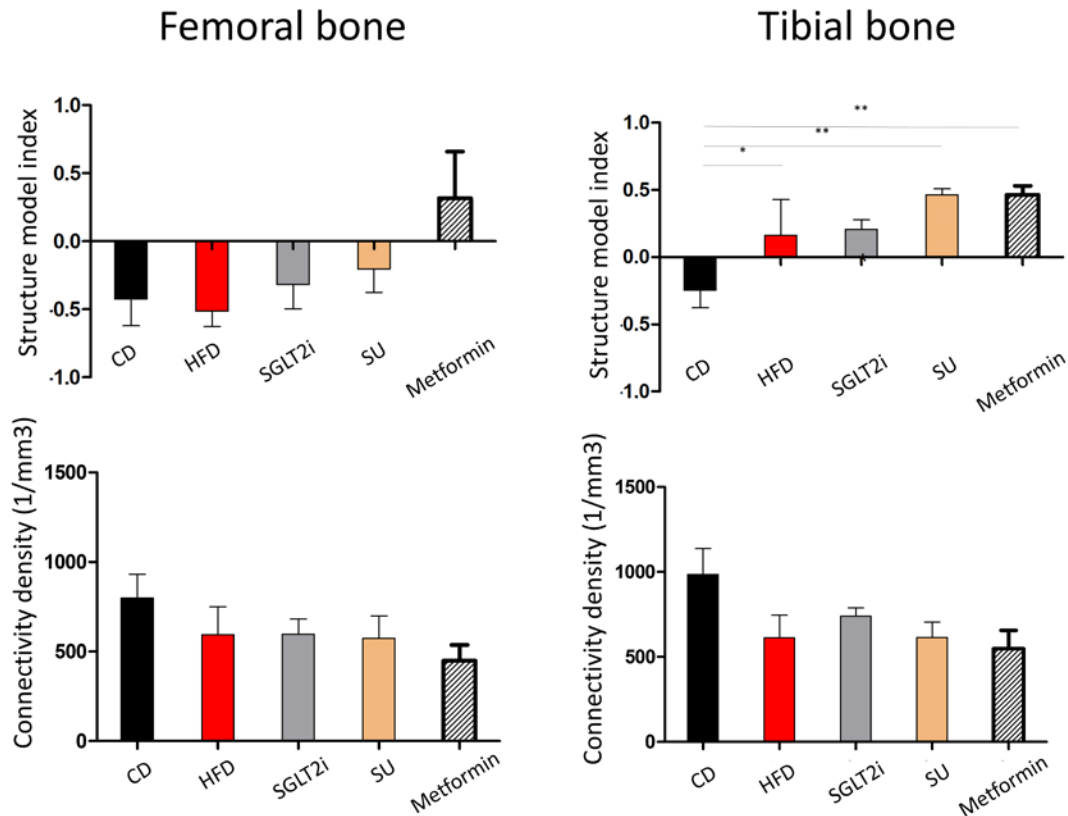 Femoral bone
Tibial bone
Structure model index
1.0
0.5
0.0
-0.5
-1.0
CD
HFD
SGLT2i
SU
Metformin
Structure model index
1.0
0.5
0.0
-0.5
-1.0
**
**
*
CD
HFD
SGLT2i
SU
Metformin
Connectivity density (1/mm3)
1500
1000
500
0
CD
HFD
SGLT2i
SU
Metformin
Connectivity density (1/mm3)
1500
1000
500
0
CD
HFD
SGLT2i
SU
Metformin